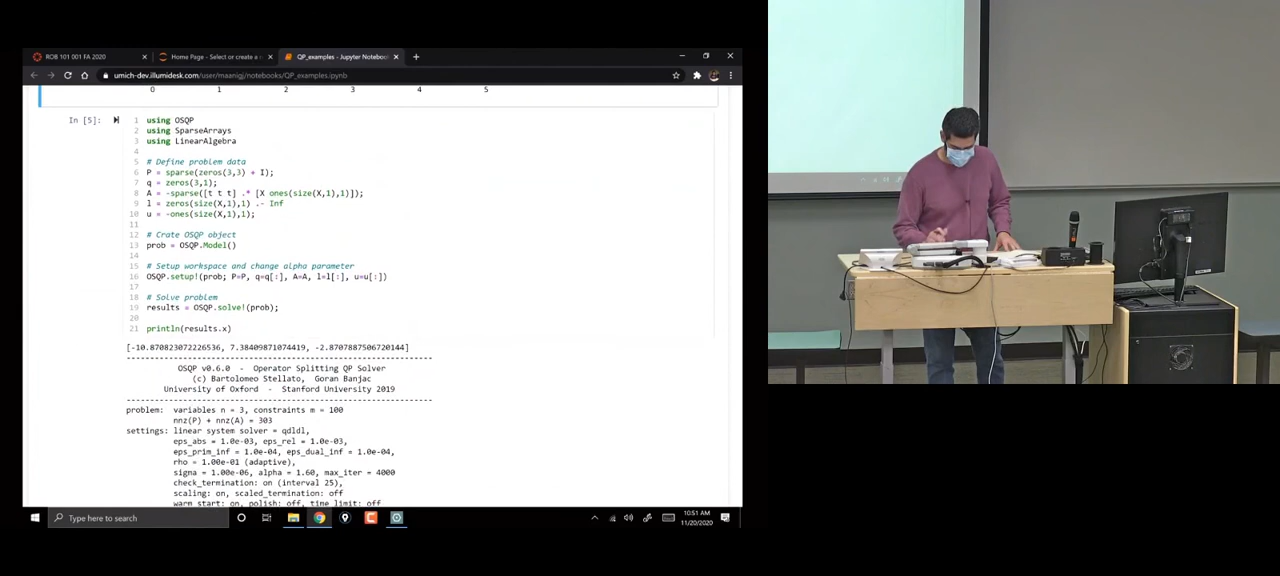 ROB 101 001 FA 2020
Home Page - Select or create a n
QP_examples - Jupyter Notebook
umich-dev.illumidesk.com/user/maanigj/notebooks/QP_examples.ipynb
0 1 2 3 4 5
In [5]:
1 using OSQP
2 using SparseArrays
3 using LinearAlgebra
4
5 # Define problem data
6 P = sparse(zeros(3,3) + I);
7 q = zeros(3,1);
8 A = -sparse([t t t] .* [X ones(size(X,1),1)]);
9 l = zeros(size(X,1),1) .- Inf
10 u = -ones(size(X,1),1);
11
12 # Crate OSQP object
13 prob = OSQP.Model()
14
15 # Setup workspace and change alpha parameter
16 OSQP.setup!(prob; P=P, q=q[:], A=A, l=l[:], u=u[:])
17
18 # Solve problem
19 results = OSQP.solve!(prob);
20
21 println(results.x)
[-10.870823072226536, 7.38409871074419, -2.8707887506720144]
OSQP v0.6.0 - Operator Splitting QP Solver
(c) Bartolomeo Stellato, Goran Banjac
University of Oxford - Stanford University 2019
problem: variables n = 3, constraints m = 100
nnz(P) + nnz(A) = 303
settings: linear system solver = qdldl,
eps_abs = 1.0e-03, eps_rel = 1.0e-03,
eps_prim_inf = 1.0e-04, eps_dual_inf = 1.0e-04,
rho = 1.00e-01 (adaptive),
sigma = 1.00e-06, alpha = 1.60, max_iter = 4000
check_termination: on (interval 25),
scaling: on, scaled_termination: off
warm start: on, polish: off, time limit: off
Type here to search
10:51 AM
11/20/2020